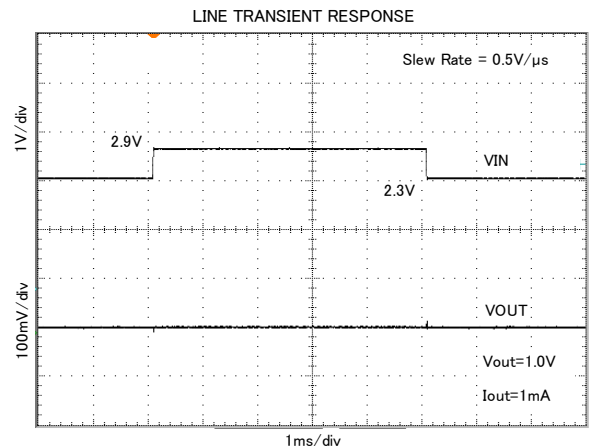 LINE TRANSIENT RESPONSE
Slew Rate = 0.5V/μs
1V/div
2.9V
VIN
2.3V
100mV/div
VOUT
Vout=1.0V
Iout=1mA
1ms/div